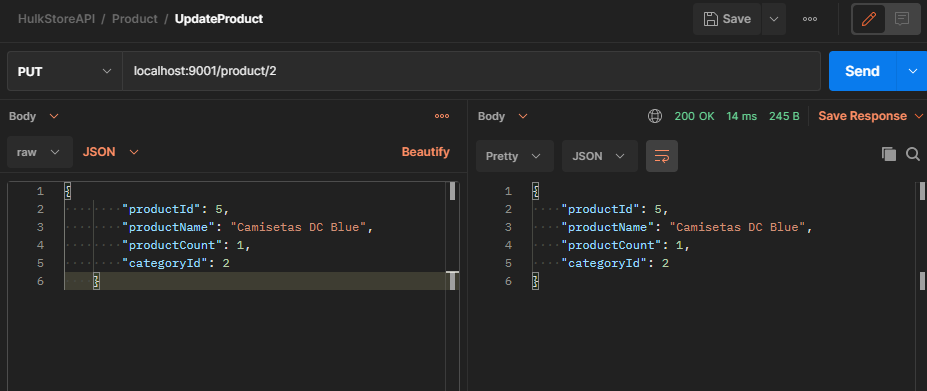 HulkStoreAPI / Product / UpdateProduct
Save
PUT
localhost:9001/product/2
Send
Body
raw
JSON
Beautify
1 {
2 "productId": 5,
3 "productName": "Camisetas DC Blue",
4 "productCount": 1,
5 "categoryId": 2
6 }
Body
200 OK 14 ms 245 B Save Response
Pretty
JSON
1 {
2 "productId": 5,
3 "productName": "Camisetas DC Blue",
4 "productCount": 1,
5 "categoryId": 2
6 }